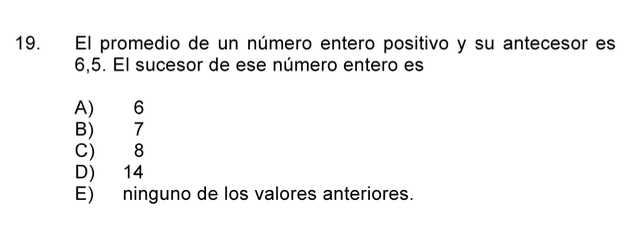 19. El promedio de un número entero positivo y su antecesor es
6,5. El sucesor de ese número entero es
A) 6
B) 7
C) 8
D) 14
E) ninguno de los valores anteriores.